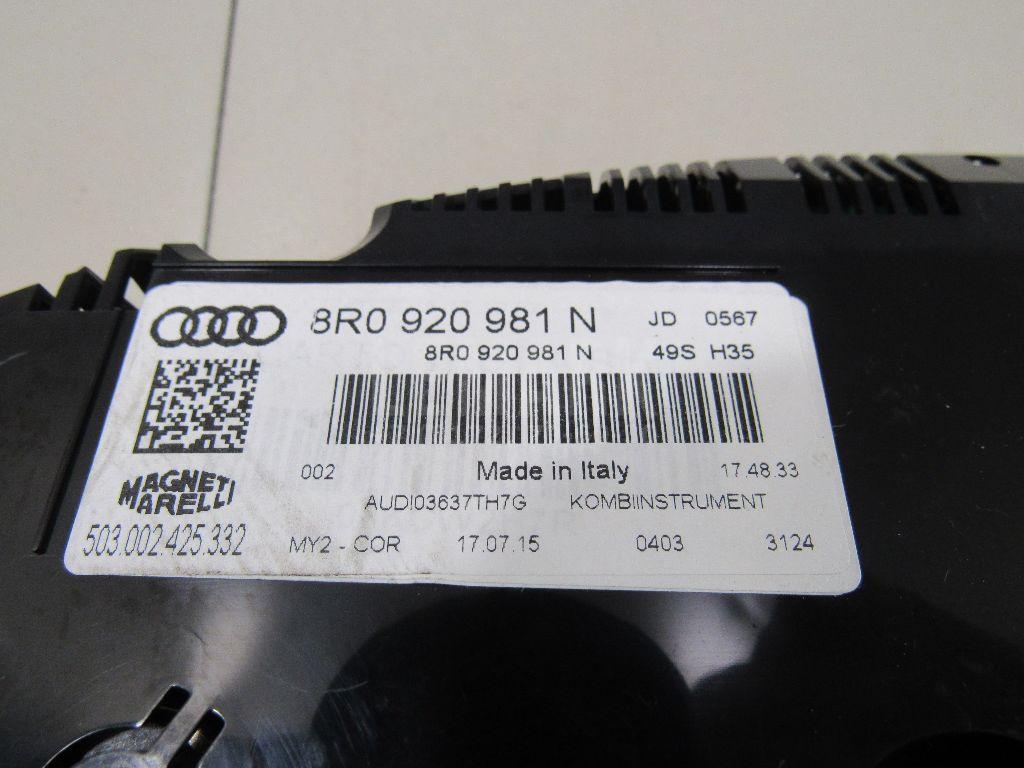 8R0 920 981 N JD 0567
8R0 920 981 N 49S H35
002 Made in Italy 17.48.33
MAGNETI MARELLI
AUDI03637TH7G KOMBIINSTRUMENT
503.002.425.332 MY2 - COR 17.07.15 0403 3124